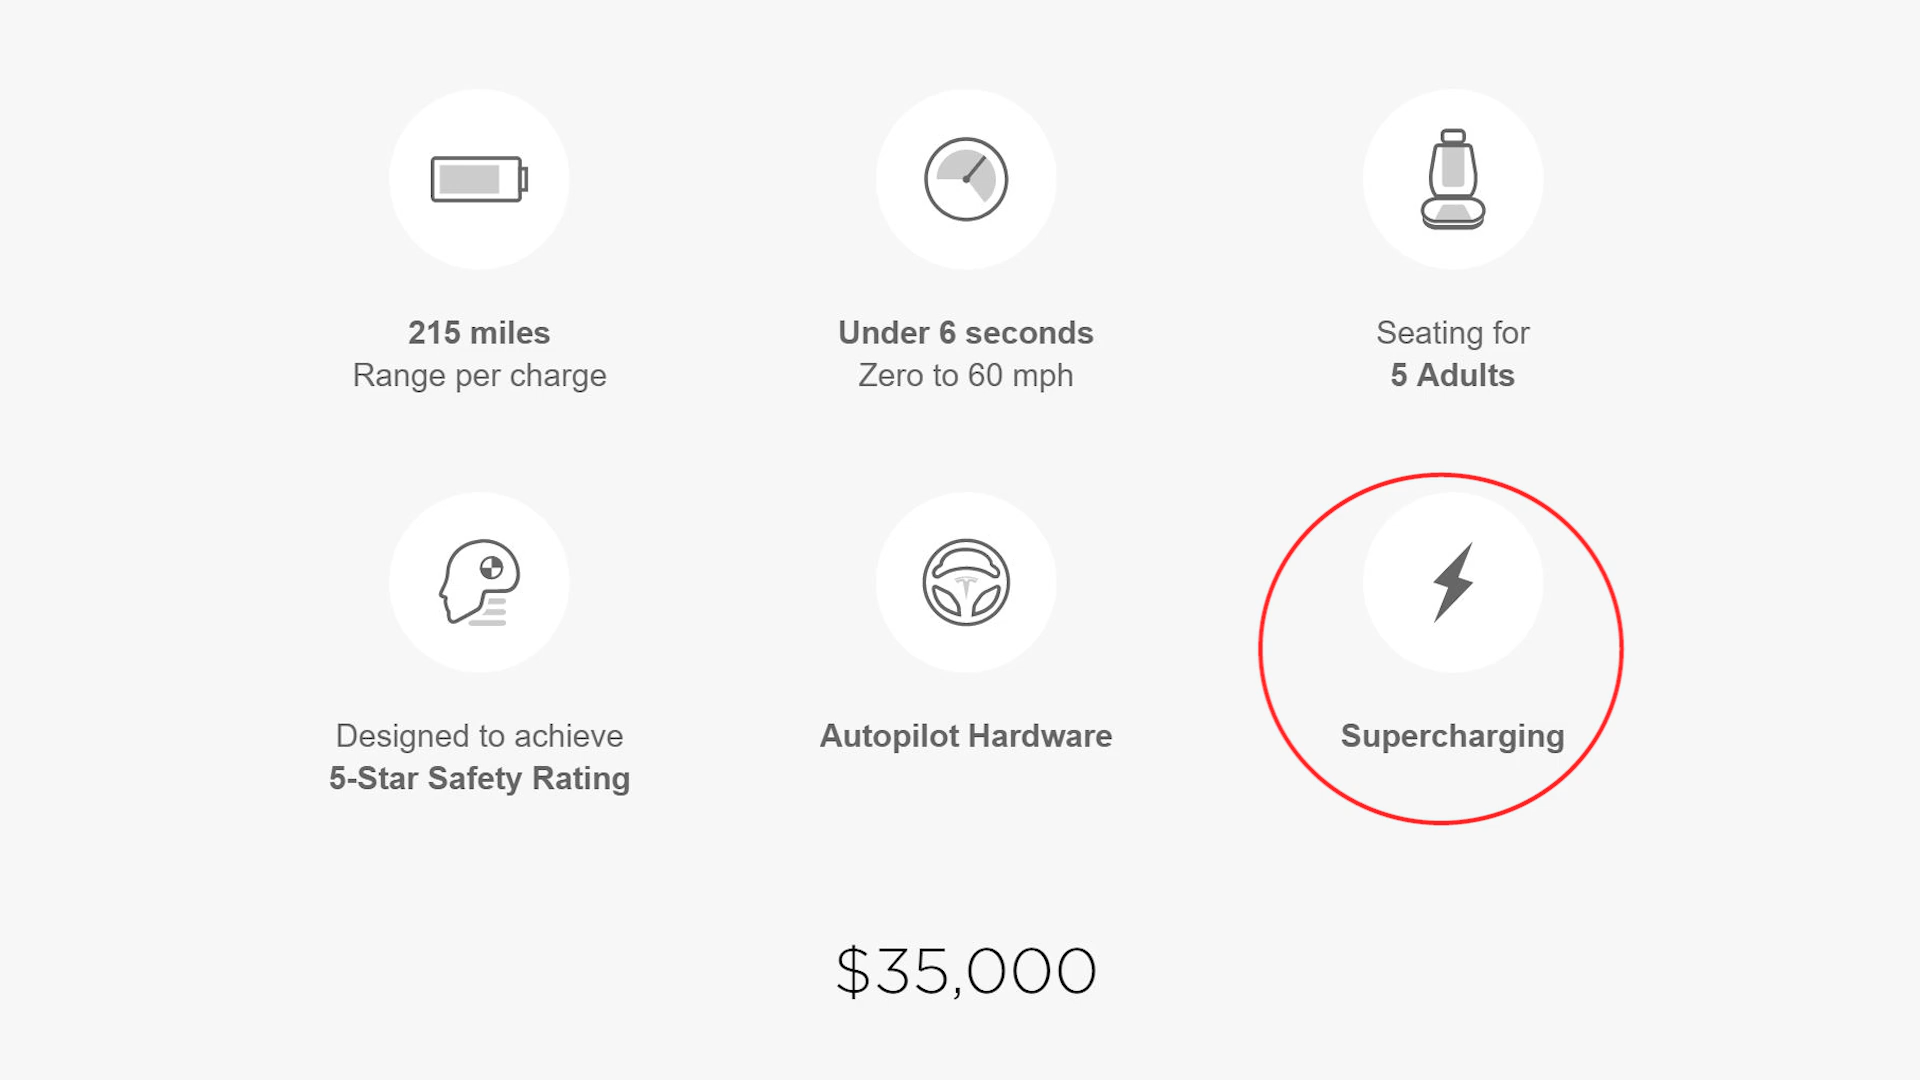 215 miles
Range per charge
Under 6 seconds
Zero to 60 mph
Seating for
5 Adults
Designed to achieve
5-Star Safety Rating
Autopilot Hardware
Supercharging
$35,000